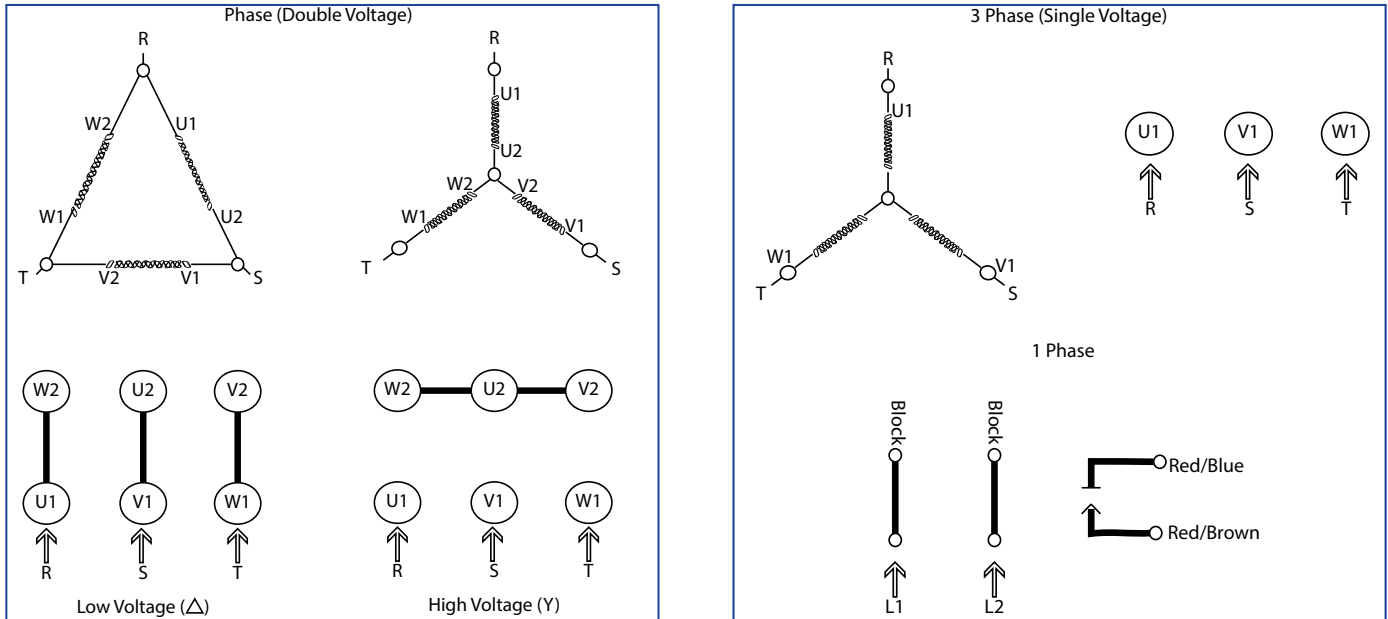 Phase (Double Voltage)
R
W2 U1
W1 U2
T V2 V1 S
R
U1
U2
W2 V2
W1 V1
T S
W2 U2 V2
U1 V1 W1
R S T
Low Voltage (△)
W2 U2 V2
U1 V1 W1
R S T
High Voltage (Y)
3 Phase (Single Voltage)
R
U1
W1 V1
T S
U1 V1 W1
R S T
1 Phase
Block Block
L1 L2
Red/Blue
Red/Brown